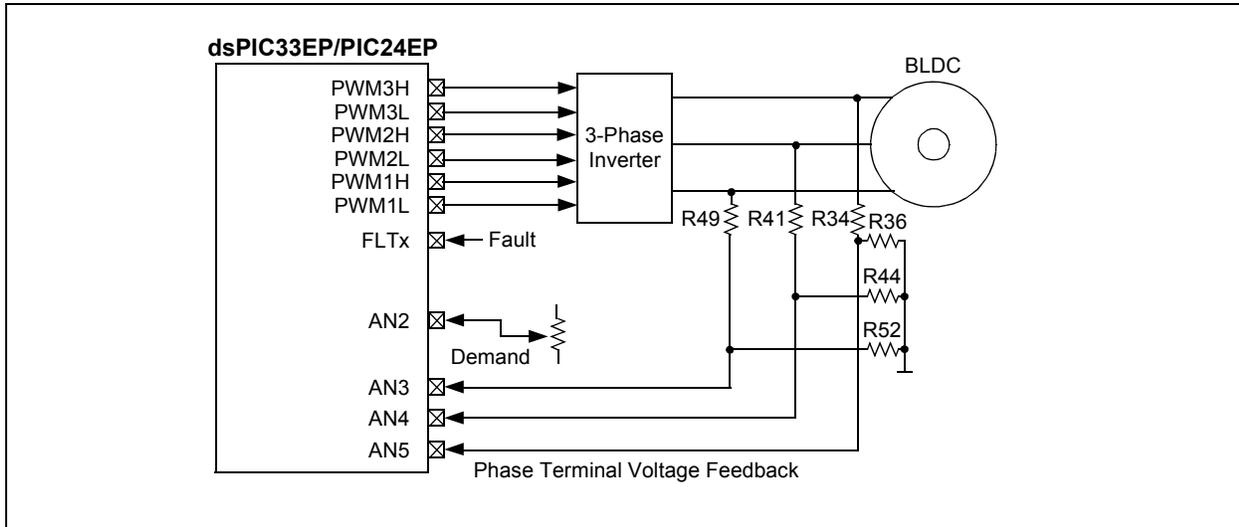 dsPIC33EP/PIC24EP
BLDC
PWM3H
PWM3L
PWM2H
PWM2L
PWM1H
PWM1L
3-Phase
Inverter
R49
R41
R34
R36
FLTx
Fault
R44
AN2
R52
Demand
AN3
AN4
AN5
Phase Terminal Voltage Feedback